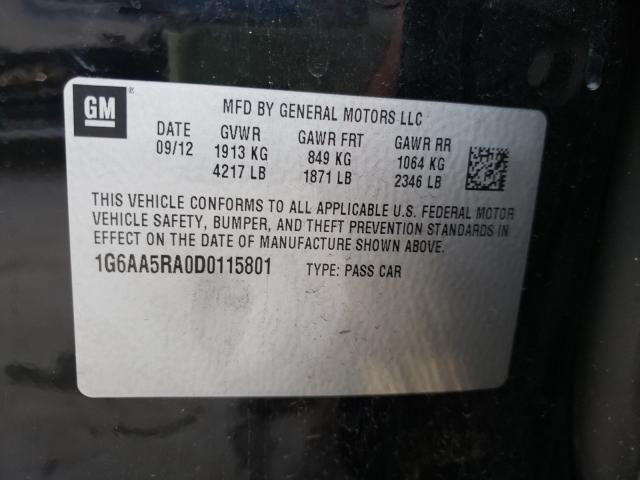 GM ®
MFD BY GENERAL MOTORS LLC
DATE GVWR GAWR FRT GAWR RR
09/12 1913 KG 849 KG 1064 KG
4217 LB 1871 LB 2346 LB
THIS VEHICLE CONFORMS TO ALL APPLICABLE U.S. FEDERAL MOTOR
VEHICLE SAFETY, BUMPER, AND THEFT PREVENTION STANDARDS IN
EFFECT ON THE DATE OF MANUFACTURE SHOWN ABOVE.
1G6AA5RA0D0115801 TYPE: PASS CAR